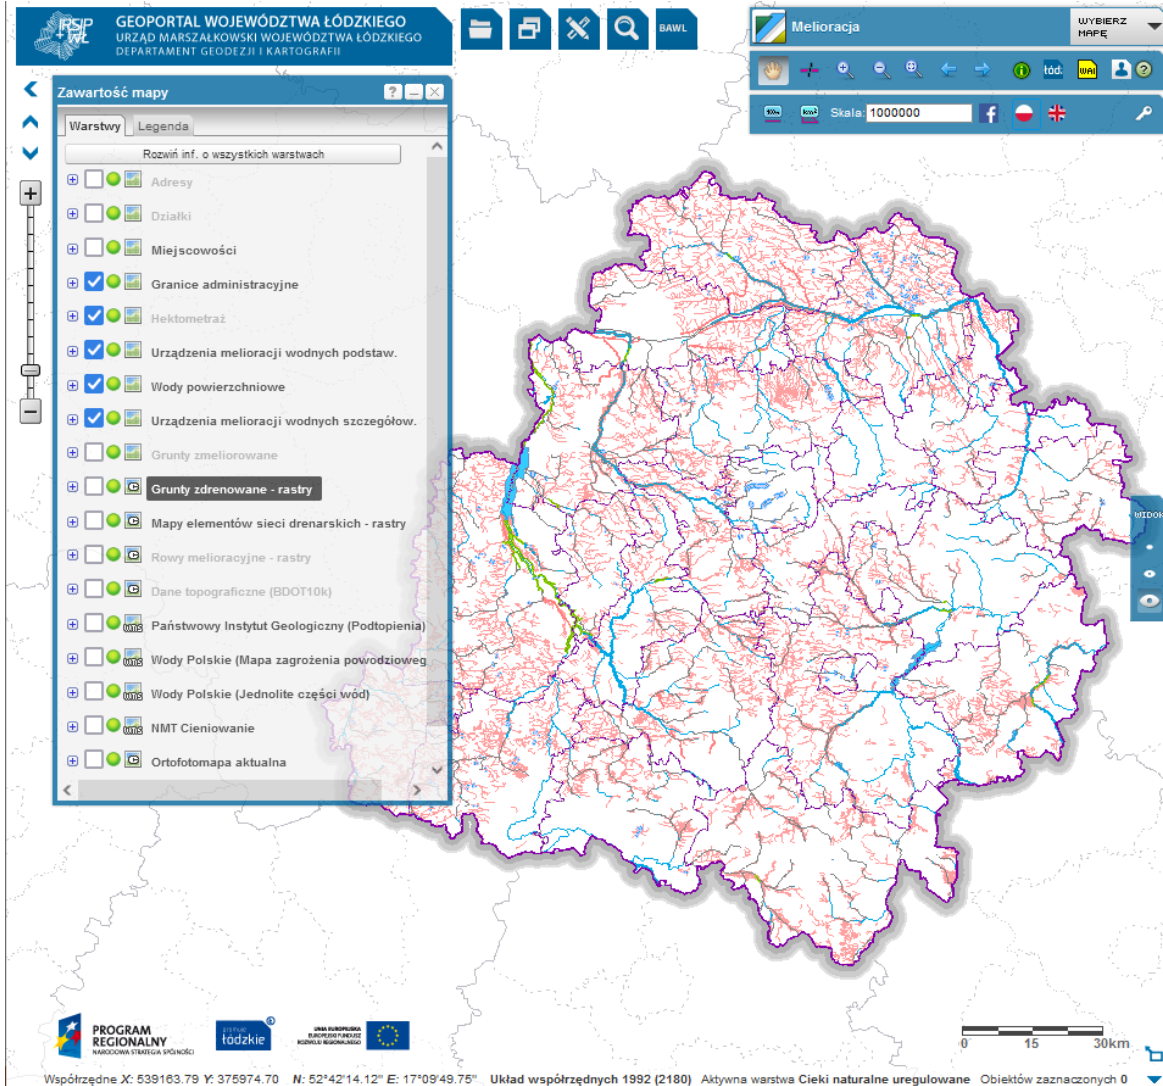 GEOPORTAL WOJEWÓDZTWA ŁÓDZKIEGO
URZĄD MARSZAŁKOWSKI WOJEWÓDZTWA ŁÓDZKIEGO
DEPARTAMENT GEODEZJI I KARTOGRAFII
BAWL
Melioracja
WYBIERZ
MAPĘ
Skala: 1000000
Zawartość mapy
Warstwy
Legenda
Rozwiń inf. o wszystkich warstwach
Adresy
Działki
Miejscowości
Granice administracyjne
Hektometraż
Urządzenia melioracji wodnych podstaw.
Wody powierzchniowe
Urządzenia melioracji wodnych szczegółow.
Grunty zmeliorowane
Grunty zdrenowane - rastry
Mapy elementów sieci drenarskich - rastry
Rowy melioracyjne - rastry
Dane topograficzne (BDOT10k)
Państwowy Instytut Geologiczny (Podtopienia)
Wody Polskie (Mapa zagrożenia powodzioweg
Wody Polskie (Jednolite części wód)
NMT Cieniowanie
Ortofotomapa aktualna
WIDOK
PROGRAM
REGIONALNY
NARODOWA STRATEGIA SPÓJNOŚCI
promuje
łódzkie
UNIA EUROPEJSKA
EUROPEJSKI FUNDUSZ
ROZWOJU REGIONALNEGO
0 15 30km
Współrzędne X: 539163.79 Y: 375974.70 N: 52°42'14.12" E: 17°09'49.75" Układ współrzędnych 1992 (2180) Aktywna warstwa Cieki naturalne uregulowane Obiektów zaznaczonych 0